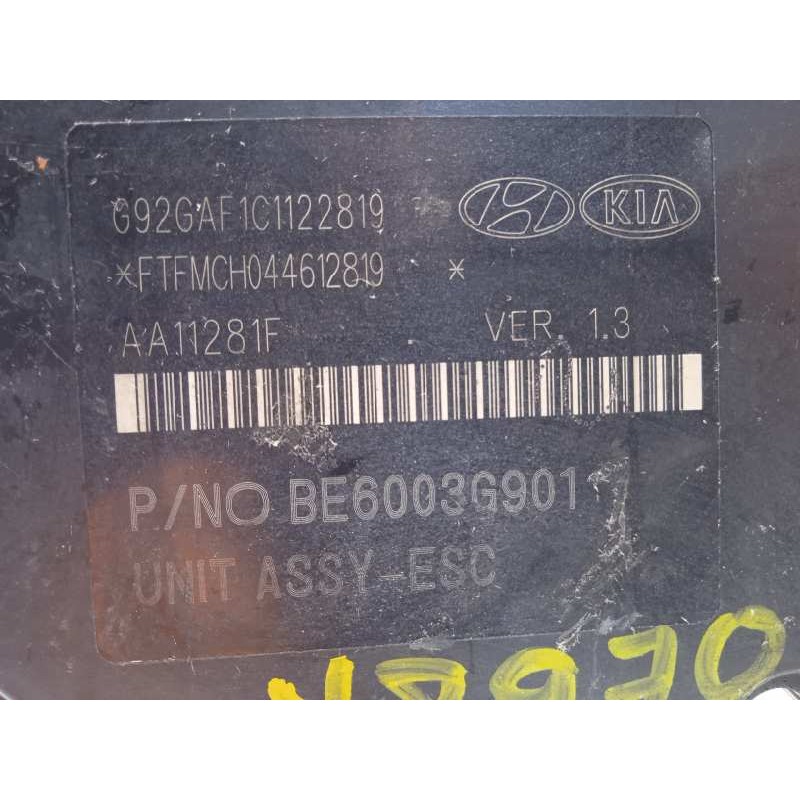 G92GAF1C1122819
KIA
*FTFMCH044612819 *
AA11281F VER. 1.3
P/NO BE6003G901
UNIT ASSY-ESC